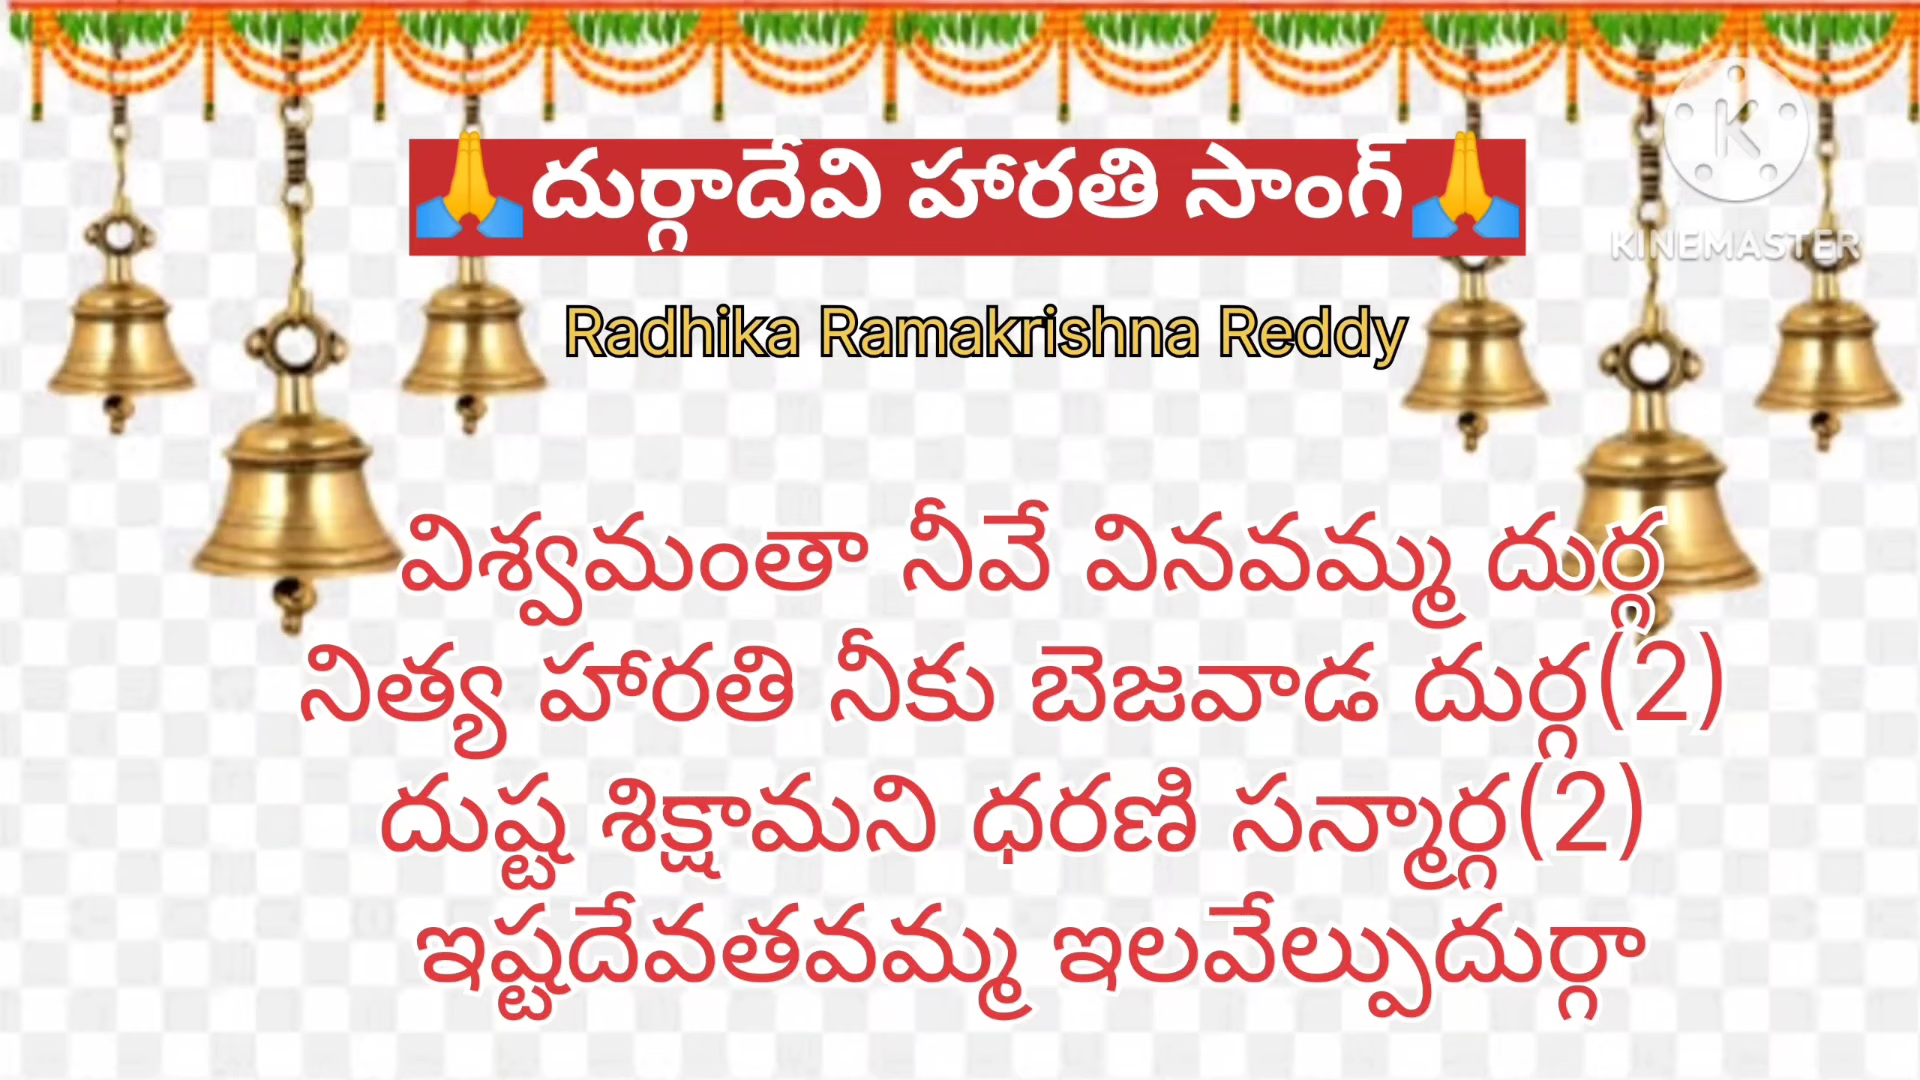 🙏దుర్గాదేవి హారతి సాంగ్🙏
KINEMASTER
Radhika Ramakrishna Reddy
విశ్వమంతా నీవే వినవమ్మ దుర్గ
నిత్య హారతి నీకు బెజవాడ దుర్గ(2)
దుష్ట శిక్షామని ధరణి సన్మార్గ(2)
ఇష్టదేవతవమ్మ ఇలవేల్పుదుర్గా